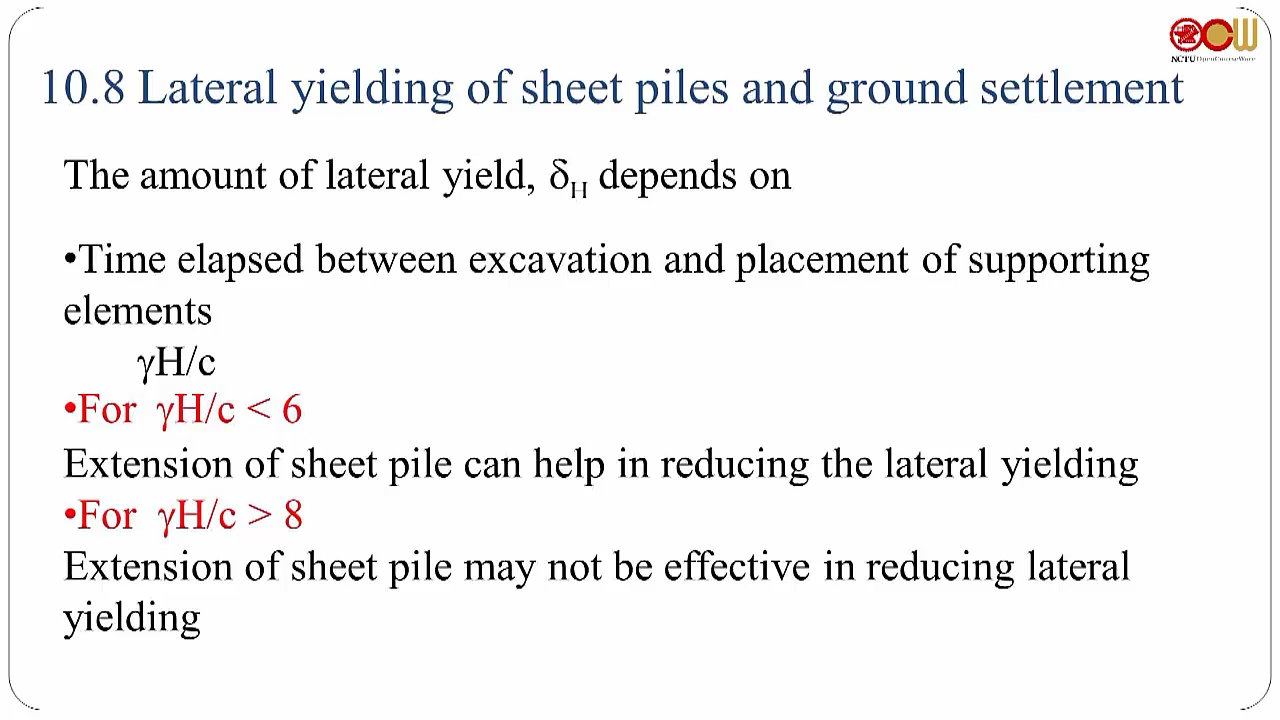 NCTU OpenCourseWare
10.8 Lateral yielding of sheet piles and ground settlement
The amount of lateral yield, δH depends on
•Time elapsed between excavation and placement of supporting
elements
γH/c
•For γH/c < 6
Extension of sheet pile can help in reducing the lateral yielding
•For γH/c > 8
Extension of sheet pile may not be effective in reducing lateral
yielding